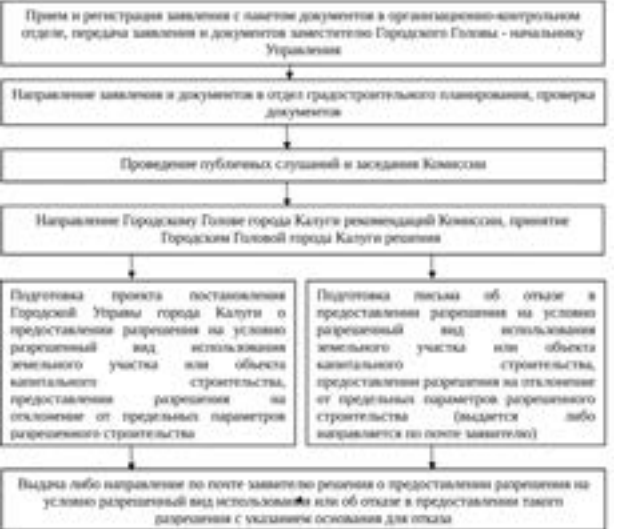 Прием и регистрация заявления с пакетом документов в организационно-контрольном
отделе, передача заявления и документов заместителю Городского Головы - начальнику
Управления
Направление заявления и документов в отдел градостроительного планирования, проверка
документов
Проведение публичных слушаний и заседания Комиссии
Направление Городскому Голове города Калуги рекомендаций Комиссии, принятие
Городским Головой города Калуги решения
Подготовка проекта постановления
Городской Управы города Калуги о
предоставлении разрешения на условно
разрешенный вид использования
земельного участка или объекта
капитального строительства,
предоставлении разрешения на
отклонение от предельных параметров
разрешенного строительства
Подготовка письма об отказе в
предоставлении разрешения на условно
разрешенный вид использования
земельного участка или объекта
капитального строительства,
предоставлении разрешения на отклонение
от предельных параметров разрешенного
строительства (выдается либо
направляется по почте заявителю)
Выдача либо направление по почте заявителю решения о предоставлении разрешения на
условно разрешенный вид использования или об отказе в предоставлении такого
разрешения с указанием основания для отказа